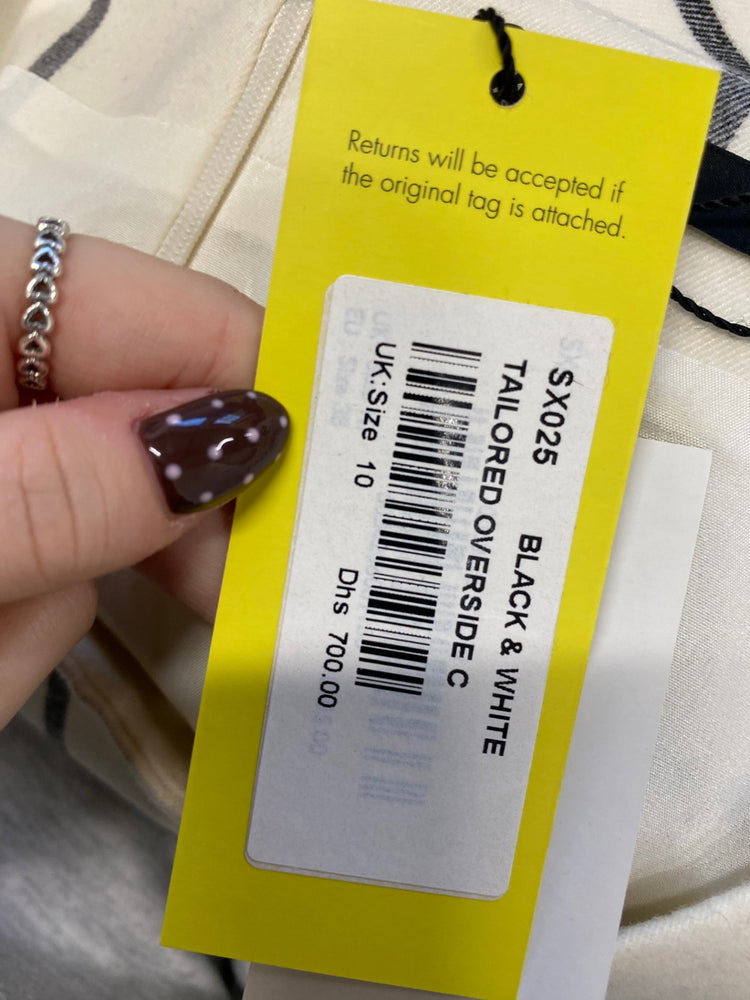 Returns will be accepted if
the original tag is attached.
SX025 BLACK & WHITE
TAILORED OVERSIDE C
UK:Size 10 Dhs 700.00